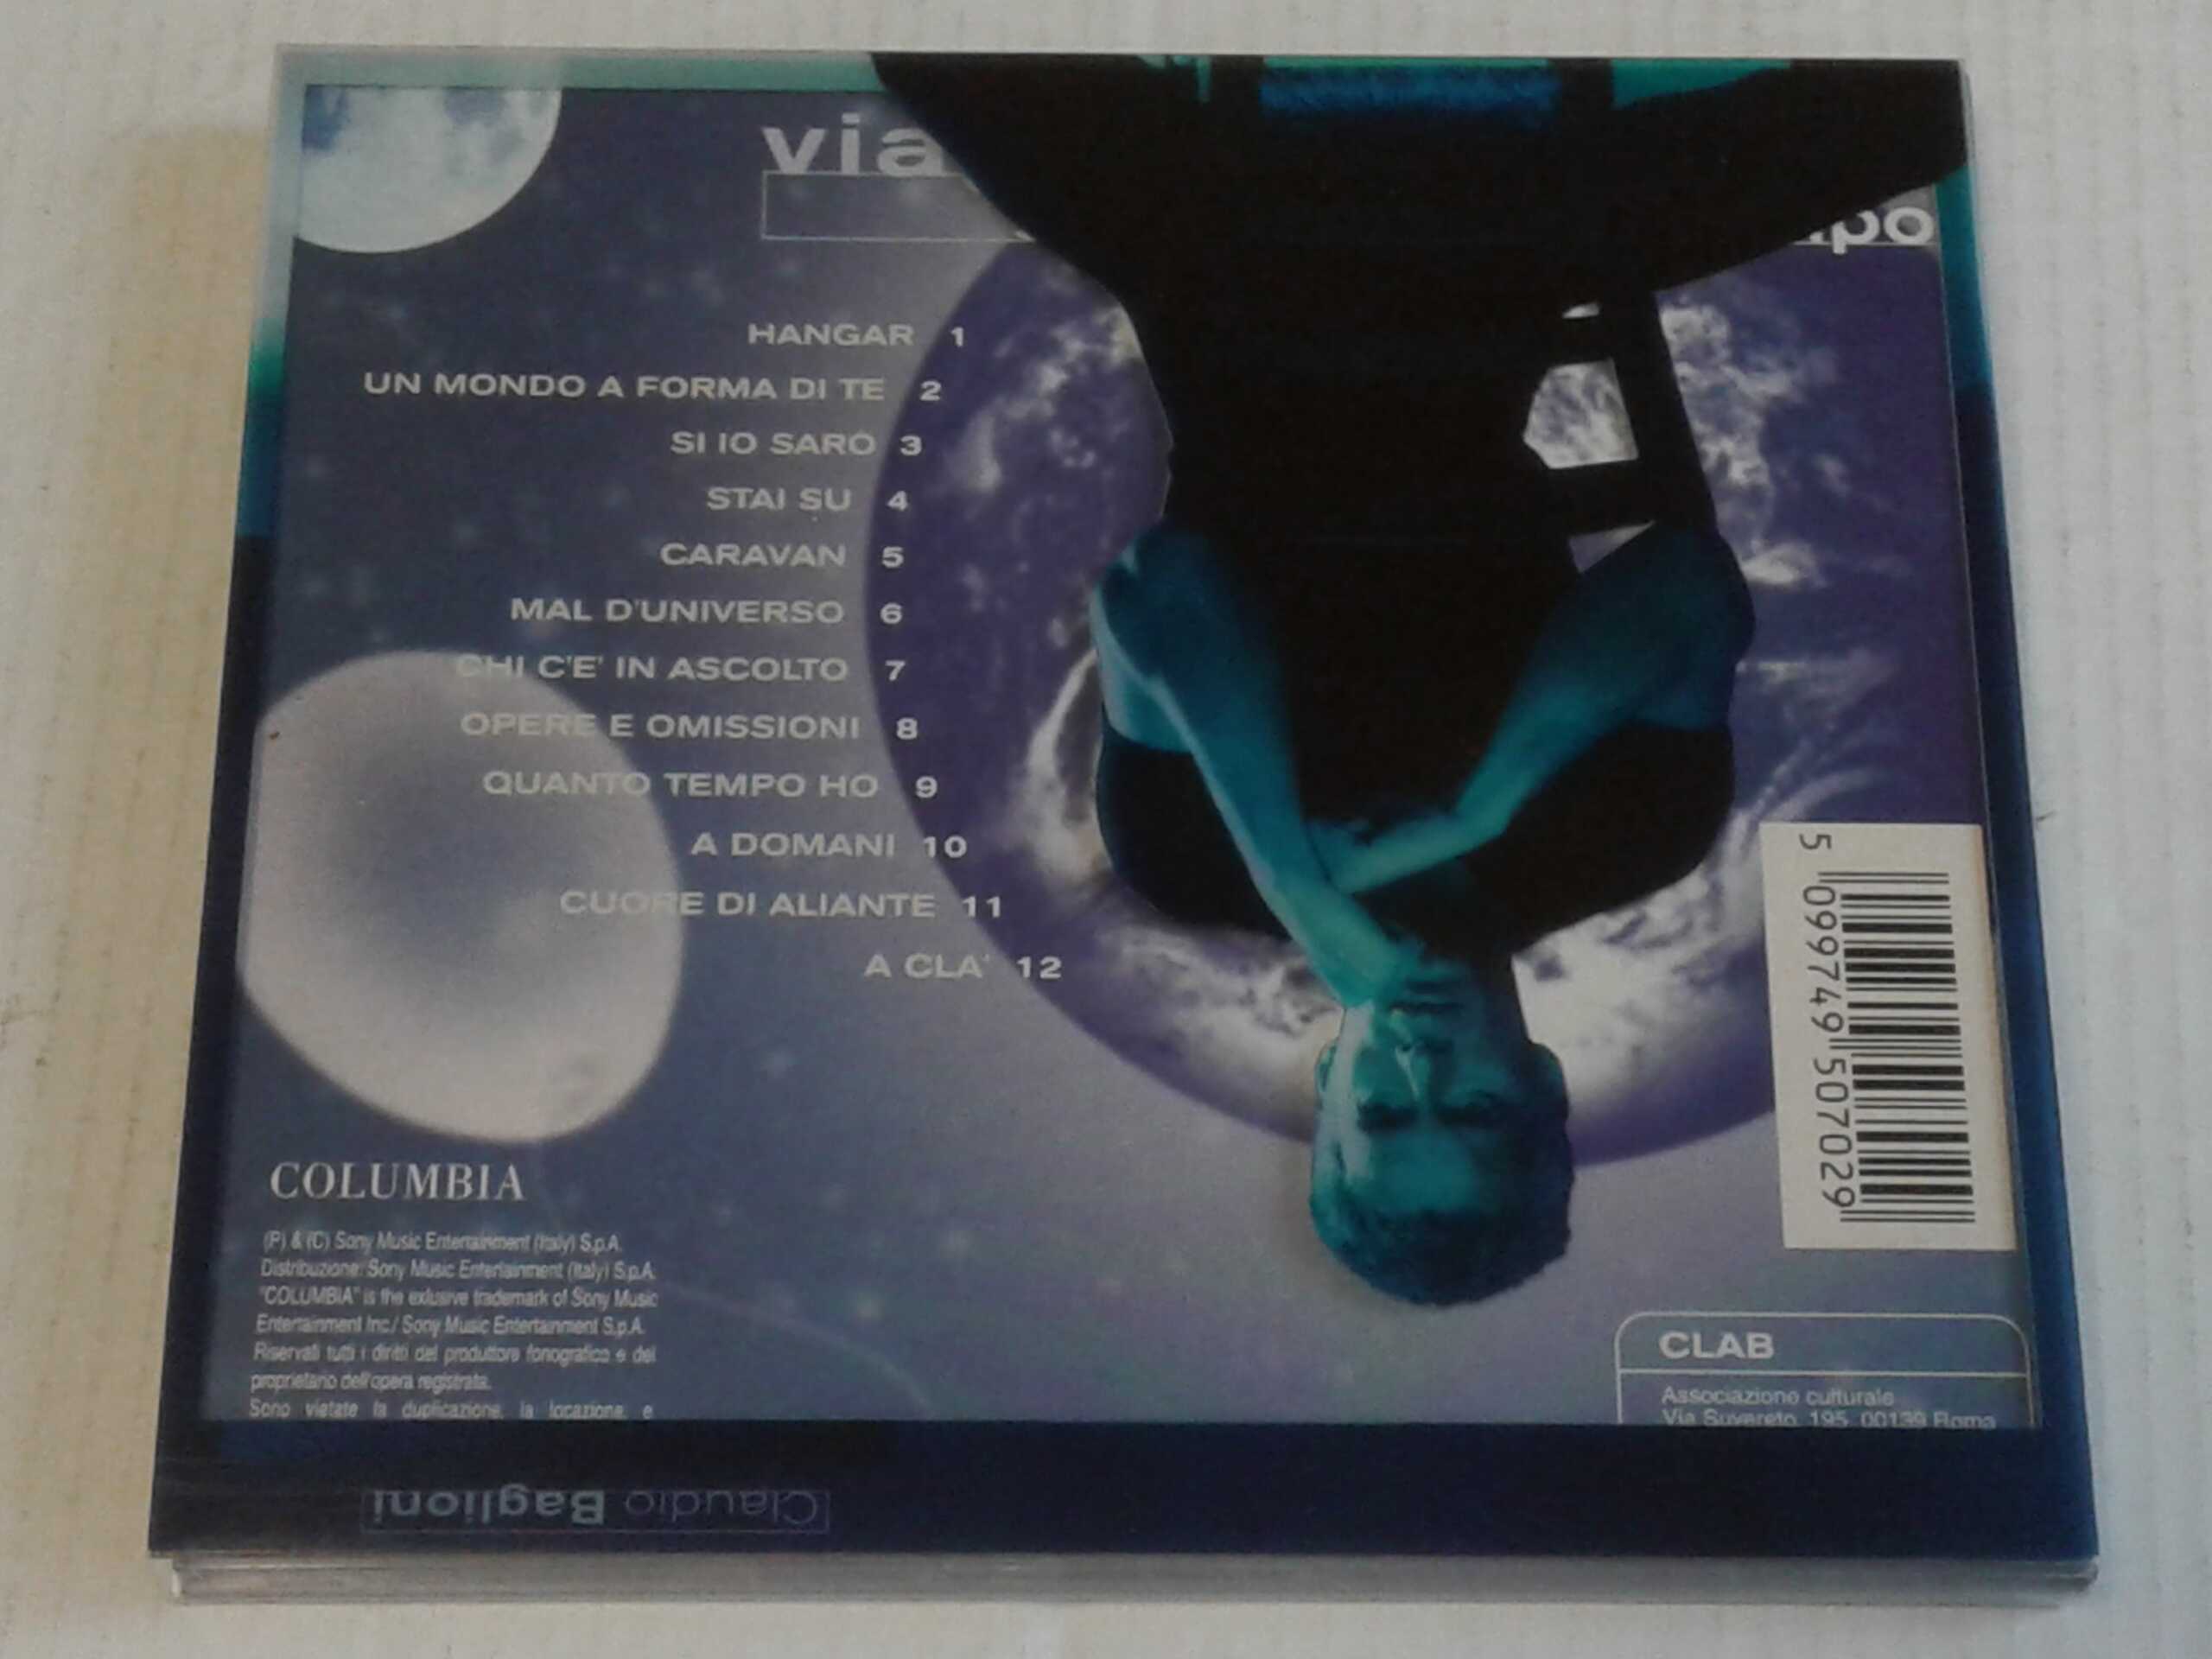 via
po
HANGAR 1
UN MONDO A FORMA DI TE 2
SI IO SARÒ 3
STAI SU 4
CARAVAN 5
MAL D'UNIVERSO 6
CHI C'E' IN ASCOLTO 7
OPERE E OMISSIONI 8
QUANTO TEMPO HO 9
A DOMANI 10
CUORE DI ALIANTE 11
A CLA' 12
5 099749 507029
COLUMBIA
(P) & (C) Sony Music Entertainment (Italy) S.p.A.
Distribuzione: Sony Music Entertainment (Italy) S.p.A.
"COLUMBIA" is the exlusive trademark of Sony Music
Entertainment Inc./ Sony Music Entertainment S.p.A.
Riservati tutti i diritti del produttore fonografico e del
proprietario dell'opera registrata.
Sono vietate la duplicazione, la locazione, e
CLAB
Associazione culturale
Via Suvereto, 195, 00139 Roma
Claudio Baglioni